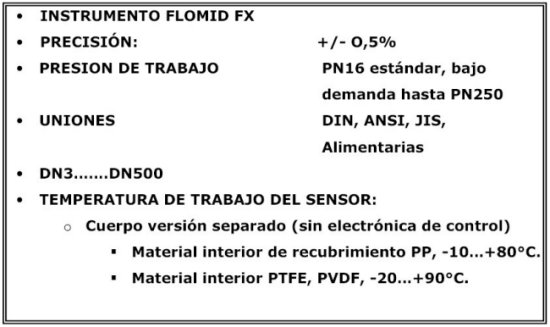 • INSTRUMENTO FLOMID FX
• PRECISIÓN: +/- O,5%
• PRESION DE TRABAJO PN16 estándar, bajo
demanda hasta PN250
• UNIONES DIN, ANSI, JIS,
Alimentarias
• DN3.......DN500
• TEMPERATURA DE TRABAJO DEL SENSOR:
o Cuerpo versión separado (sin electrónica de control)
▪ Material interior de recubrimiento PP, -10...+80°C.
▪ Material interior PTFE, PVDF, -20...+90°C.